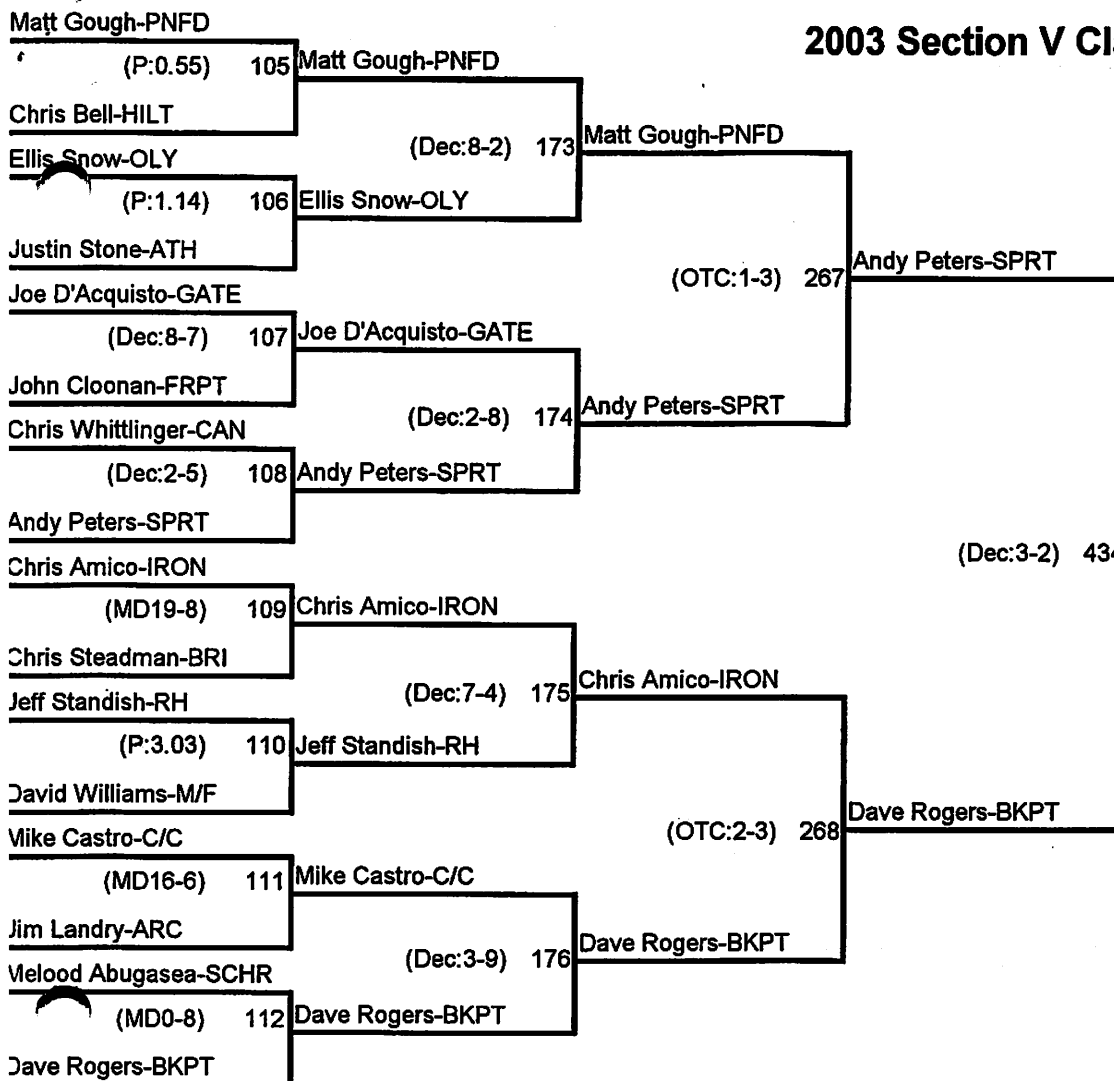 2003 Section V Cl
Matt Gough-PNFD
(P:0.55) 105
Chris Bell-HILT
Matt Gough-PNFD
(Dec:8-2) 173
Ellis Snow-OLY
(P:1.14) 106
Justin Stone-ATH
Ellis Snow-OLY
Matt Gough-PNFD
(OTC:1-3) 267
Joe D'Acquisto-GATE
(Dec:8-7) 107
John Cloonan-FRPT
Joe D'Acquisto-GATE
(Dec:2-8) 174
Chris Whittlinger-CAN
(Dec:2-5) 108
Andy Peters-SPRT
Andy Peters-SPRT
Andy Peters-SPRT
Andy Peters-SPRT
(Dec:3-2) 434
Chris Amico-IRON
(MD19-8) 109
Chris Steadman-BRI
Chris Amico-IRON
(Dec:7-4) 175
Jeff Standish-RH
(P:3.03) 110
David Williams-M/F
Jeff Standish-RH
Chris Amico-IRON
(OTC:2-3) 268
Mike Castro-C/C
(MD16-6) 111
Jim Landry-ARC
Mike Castro-C/C
(Dec:3-9) 176
Melood Abugasea-SCHR
(MD0-8) 112
Dave Rogers-BKPT
Dave Rogers-BKPT
Dave Rogers-BKPT
Dave Rogers-BKPT